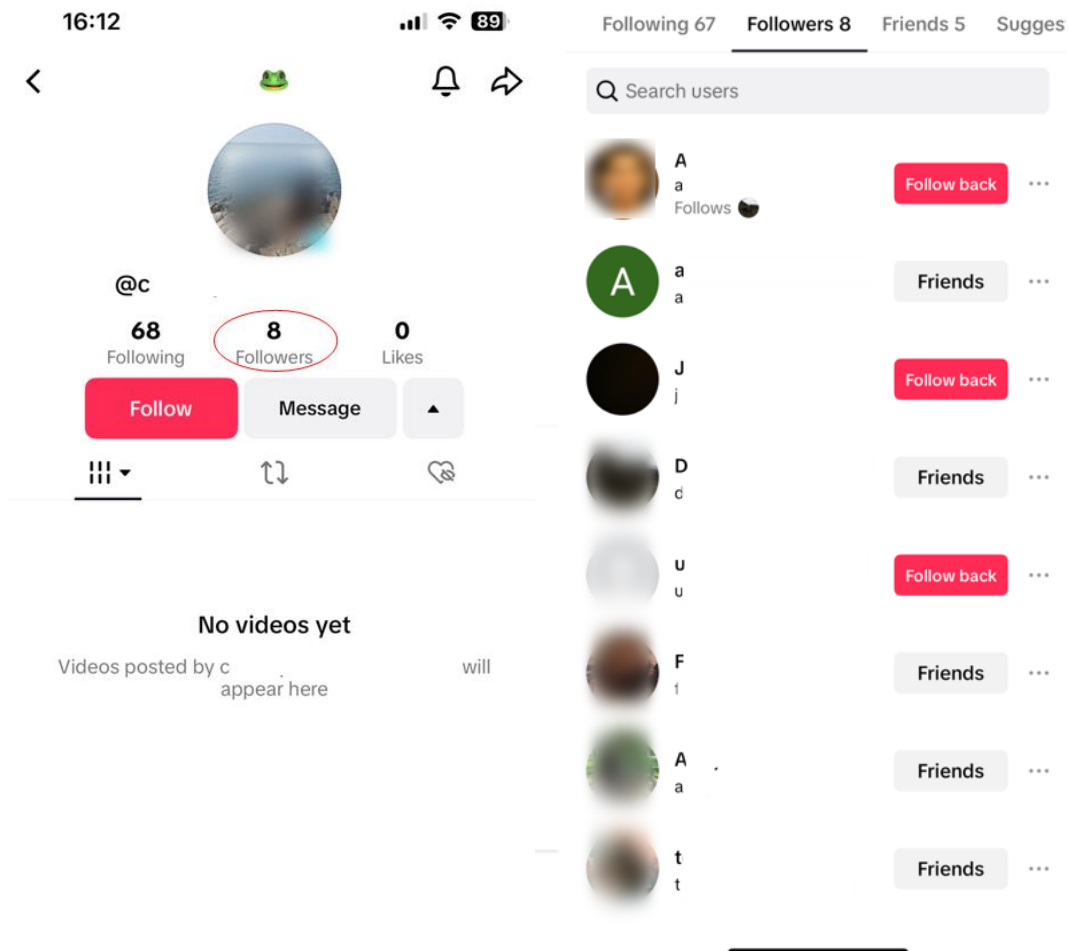 16:12
89
@c
68 8 0
Following Followers Likes
Follow Message
No videos yet
Videos posted by c will
appear here
Following 67 Followers 8 Friends 5 Sugges
Search users
A
a
Follows
Follow back
A
a
a
Friends
J
j
Follow back
D
d
Friends
u
u
Follow back
F
f
Friends
A
a
Friends
t
t
Friends